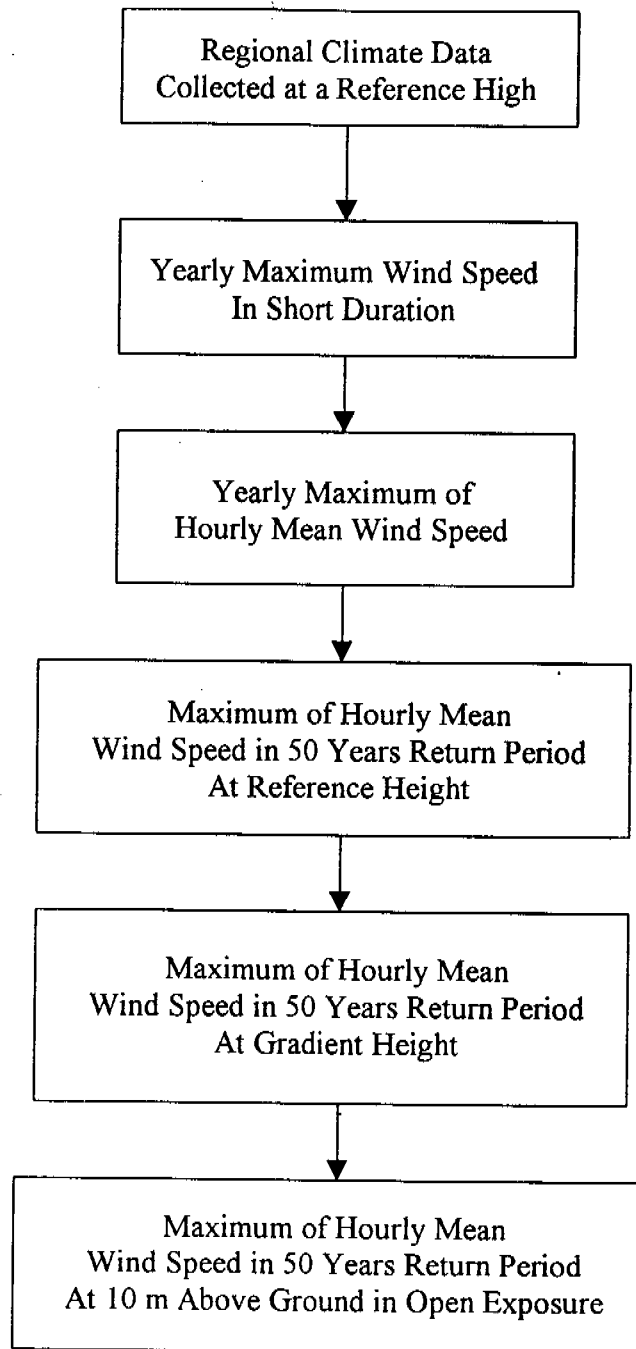 Regional Climate Data
Collected at a Reference High
Yearly Maximum Wind Speed
In Short Duration
Yearly Maximum of
Hourly Mean Wind Speed
Maximum of Hourly Mean
Wind Speed in 50 Years Return Period
At Reference Height
Maximum of Hourly Mean
Wind Speed in 50 Years Return Period
At Gradient Height
Maximum of Hourly Mean
Wind Speed in 50 Years Return Period
At 10 m Above Ground in Open Exposure